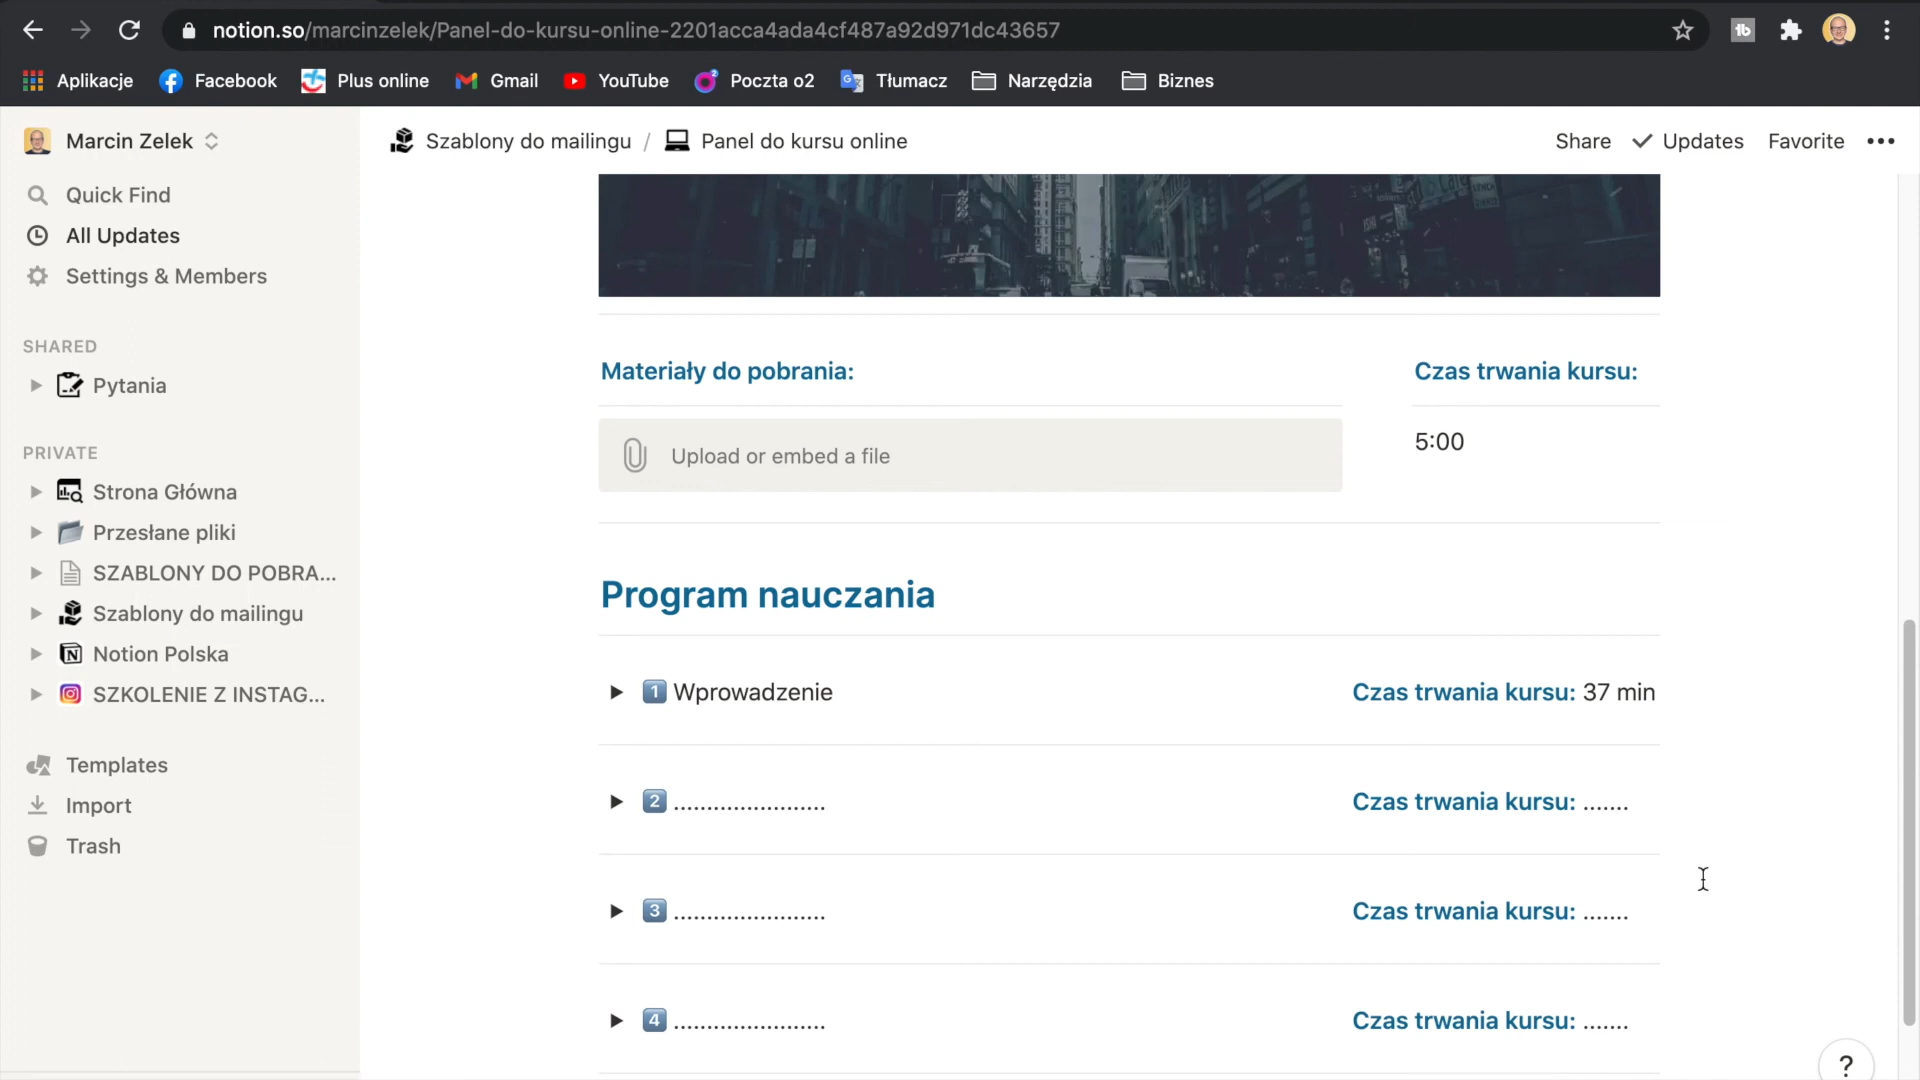 notion.so/marcinzelek/Panel-do-kursu-online-2201acca4ada4cf487a92d971dc43657
Aplikacje Facebook Plus online Gmail YouTube Poczta o2 Tłumacz Narzędzia Biznes
Marcin Zelek
Szablony do mailingu / Panel do kursu online
Share Updates Favorite
Quick Find
All Updates
Settings & Members
SHARED
Pytania
PRIVATE
Strona Główna
Przesłane pliki
SZABLONY DO POBRA...
Szablony do mailingu
Notion Polska
SZKOLENIE Z INSTAG...
Templates
Import
Trash
Materiały do pobrania:
Czas trwania kursu:
Upload or embed a file
5:00
Program nauczania
1 Wprowadzenie Czas trwania kursu: 37 min
2 ....................... Czas trwania kursu: .......
3 ....................... Czas trwania kursu: .......
4 ....................... Czas trwania kursu: .......
?